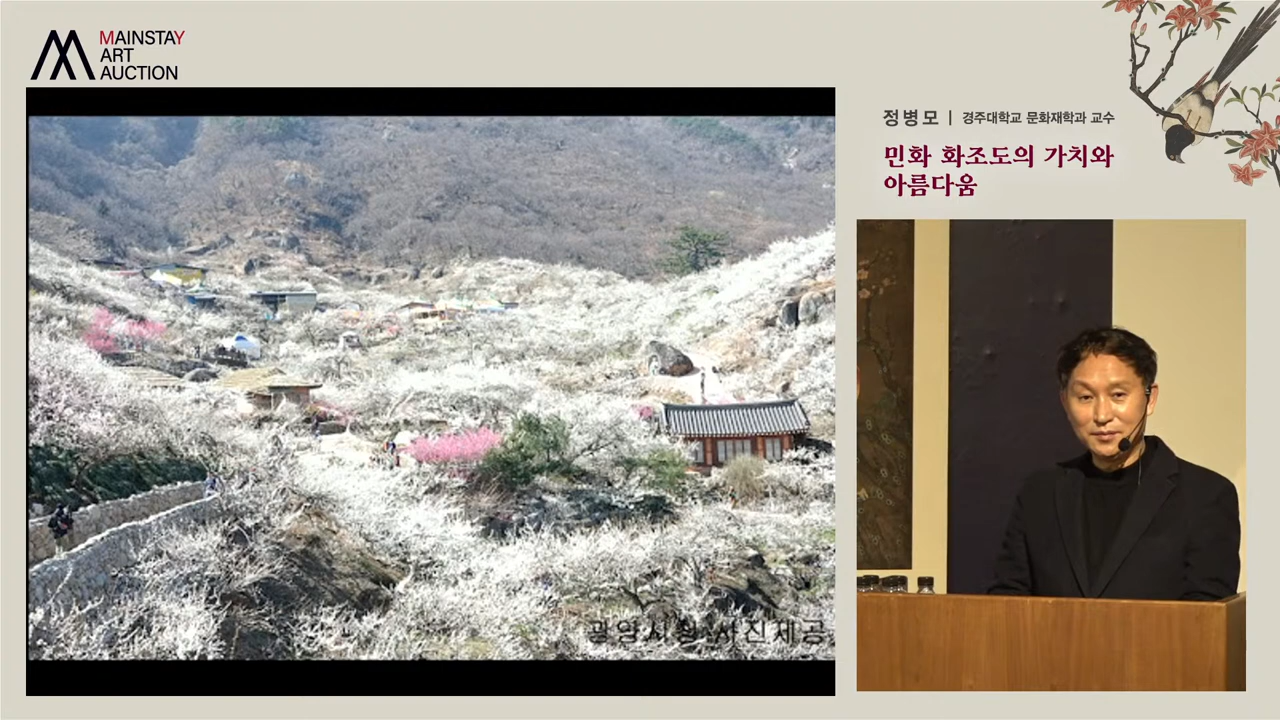 MAINSTAY
ART
AUCTION
정병모 | 경주대학교 문화재학과 교수
민화 화조도의 가치와
아름다움
광양시청 사진제공